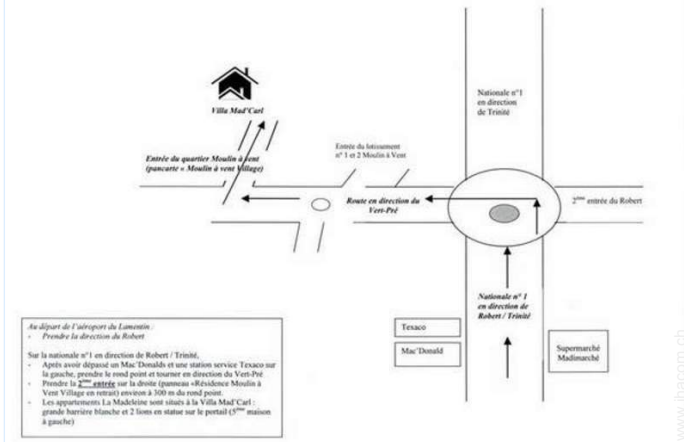 Nationale n°1
en direction
de Trinité
Villa Mad'Carl
Entrée du lotissement
n° 1 et 2 Moulin à Vent
Entrée du quartier Moulin à vent
(pancarte « Moulin à vent Village)
Route en direction du
Vert-Pré
2ème entrée du Robert
Nationale n° 1
en direction de
Robert / Trinité
Texaco
Mac'Donald
Supermarché
Madimarché
Au départ de l'aéroport du Lamentin :
- Prendre la direction du Robert
Sur la nationale n°1 en direction de Robert / Trinité,
- Après avoir dépassé un Mac'Donalds et une station service Texaco sur
la gauche, prendre le rond point et tourner en direction du Vert-Pré
- Prendre la 2ème entrée sur la droite (panneau «Résidence Moulin à
Vent Village en retrait) environ à 300 m du rond point.
- Les appartements La Madeleine sont situés à la Villa Mad'Carl :
grande barrière blanche et 2 lions en statue sur le portail (5ème maison
à gauche)
www.ihacom.ch